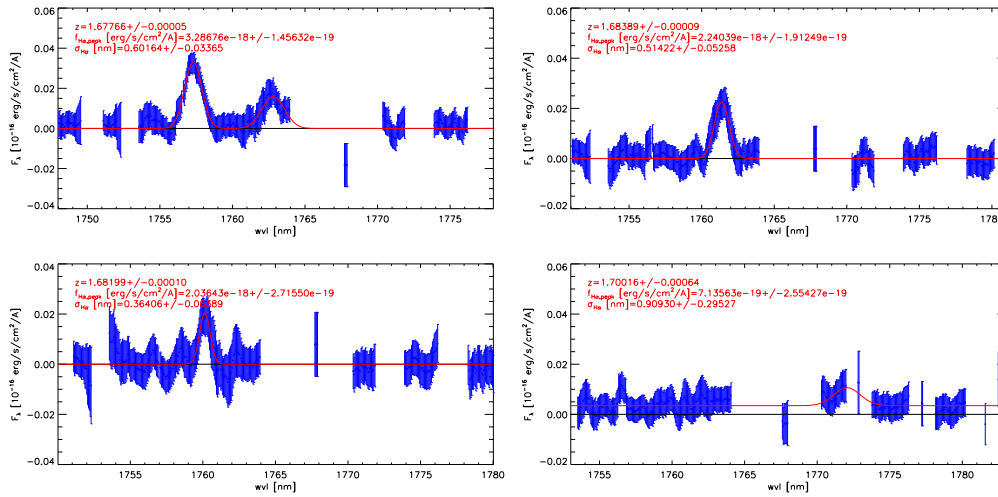 z=1.67766+/-0.00005
f_Hα,peak [erg/s/cm²/A]=3.28676e-18+/-1.45632e-19
σ_Hα [nm]=0.60164+/-0.03365
0.06
0.04
0.02
0.00
-0.02
-0.04
F_λ [10⁻¹⁶ erg/s/cm²/A]
1750 1755 1760 1765 1770 1775
wvl [nm]
z=1.68389+/-0.00009
f_Hα,peak [erg/s/cm²/A]=2.24039e-18+/-1.91249e-19
σ_Hα [nm]=0.51422+/-0.05258
0.06
0.04
0.02
0.00
-0.02
F_λ [10⁻¹⁶ erg/s/cm²/A]
1755 1760 1765 1770 1775 1780
wvl [nm]
z=1.68199+/-0.00010
f_Hα,peak [erg/s/cm²/A]=2.03643e-18+/-2.71550e-19
σ_Hα [nm]=0.36406+/-
0.04
0.02
0.00
-0.02
-0.04
F_λ [10⁻¹⁶ erg/s/cm²/A]
1755 1760 1765 1770 1775 1780
wvl [nm]
z=1.70016+/-0.00064
f_Hα,peak [erg/s/cm²/A]=7.13563e-19+/-2.55427e-19
σ_Hα [nm]=0.90930+/-0.29527
0.06
0.04
0.02
0.00
-0.02
F_λ [10⁻¹⁶ erg/s/cm²/A]
1755 1760 1765 1770 1775 1780
wvl [nm]